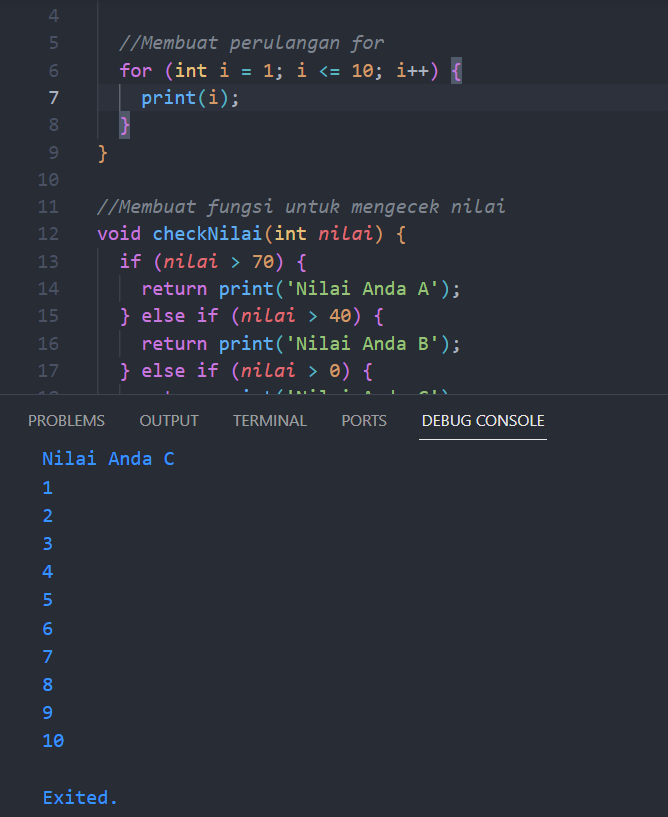 4
5 //Membuat perulangan for
6 for (int i = 1; i <= 10; i++) {
7 print(i);
8 }
9 }
10
11 //Membuat fungsi untuk mengecek nilai
12 void checkNilai(int nilai) {
13 if (nilai > 70) {
14 return print('Nilai Anda A');
15 } else if (nilai > 40) {
16 return print('Nilai Anda B');
17 } else if (nilai > 0) {
PROBLEMS OUTPUT TERMINAL PORTS DEBUG CONSOLE
Nilai Anda C
1
2
3
4
5
6
7
8
9
10
Exited.